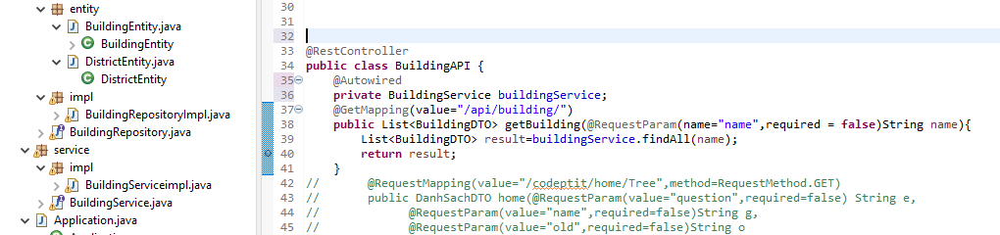 entity
BuildingEntity.java
BuildingEntity
DistrictEntity.java
DistrictEntity
impl
BuildingRepositoryImpl.java
BuildingRepository.java
service
impl
BuildingServiceimpl.java
BuildingService.java
Application.java
30
31
32
33 @RestController
34 public class BuildingAPI {
35 @Autowired
36 private BuildingService buildingService;
37 @GetMapping(value="/api/building/")
38 public List<BuildingDTO> getBuilding(@RequestParam(name="name",required = false)String name){
39 List<BuildingDTO> result=buildingService.findAll(name);
40 return result;
41 }
42 // @RequestMapping(value="/codeptit/home/Tree",method=RequestMethod.GET)
43 // public DanhSachDTO home(@RequestParam(value="question",required=false) String e,
44 // @RequestParam(value="name",required=false)String g,
45 // @RequestParam(value="old",required=false)String o